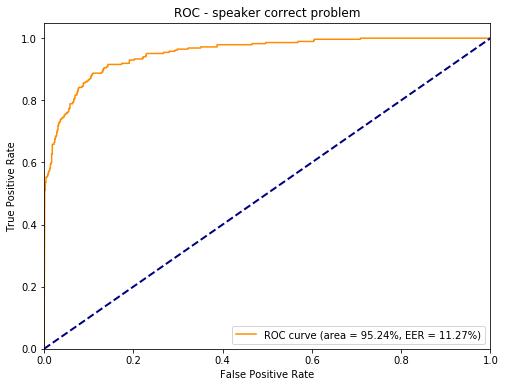 ROC - speaker correct problem
True Positive Rate
1.0
0.8
0.6
0.4
0.2
0.0
ROC curve (area = 95.24%, EER = 11.27%)
0.0 0.2 0.4 0.6 0.8 1.0
False Positive Rate